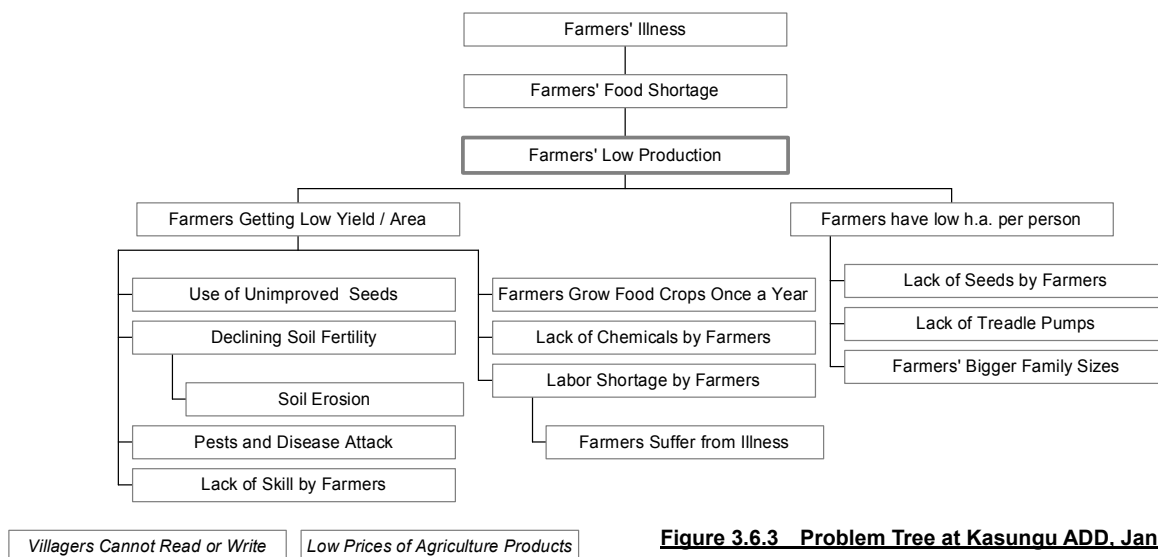 Farmers' Illness
Farmers' Food Shortage
Farmers' Low Production
Farmers Getting Low Yield / Area
Farmers have low h.a. per person
Use of Unimproved Seeds
Declining Soil Fertility
Soil Erosion
Pests and Disease Attack
Lack of Skill by Farmers
Farmers Grow Food Crops Once a Year
Lack of Chemicals by Farmers
Labor Shortage by Farmers
Farmers Suffer from Illness
Lack of Seeds by Farmers
Lack of Treadle Pumps
Farmers' Bigger Family Sizes
Villagers Cannot Read or Write
Low Prices of Agriculture Products
Figure 3.6.3 Problem Tree at Kasungu ADD, Jan